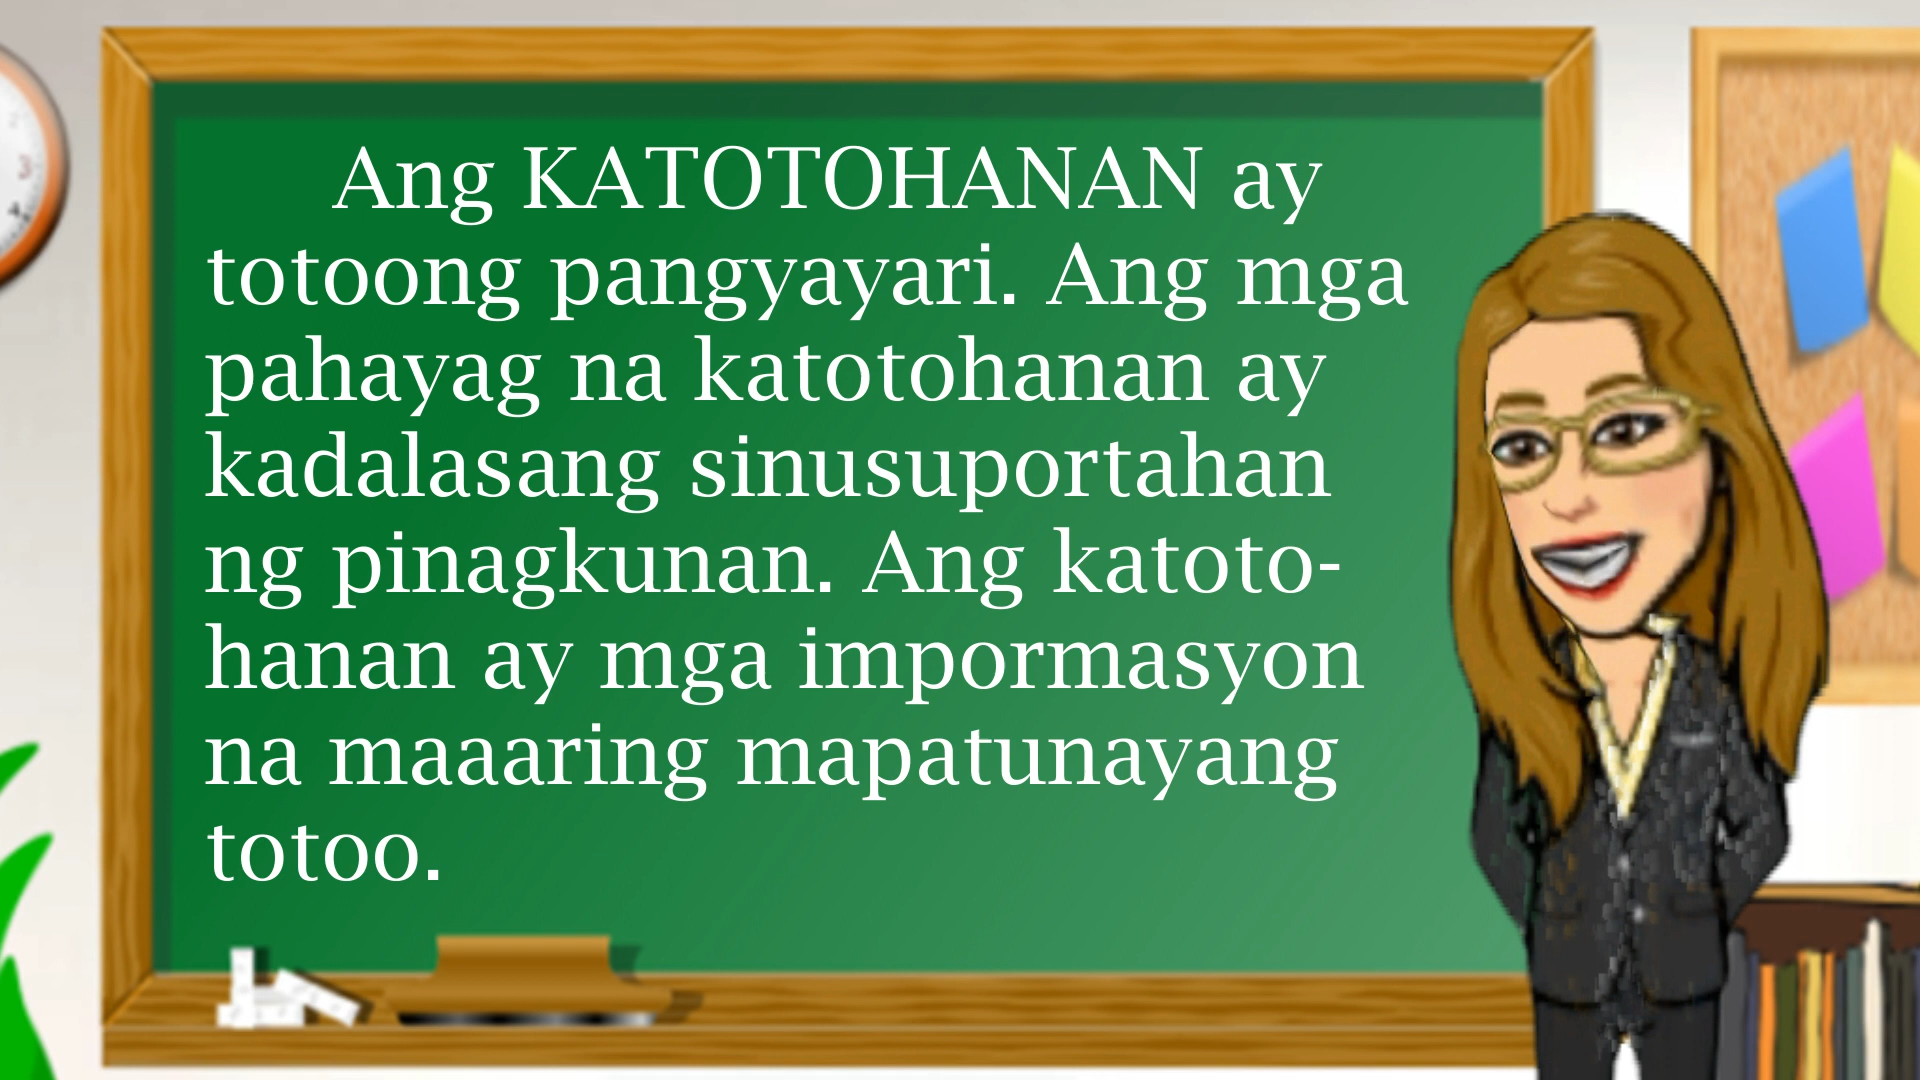 Ang KATOTOHANAN ay
totoong pangyayari. Ang mga
pahayag na katotohanan ay
kadalasang sinusuportahan
ng pinagkunan. Ang katoto-
hanan ay mga impormasyon
na maaaring mapatunayang
totoo.